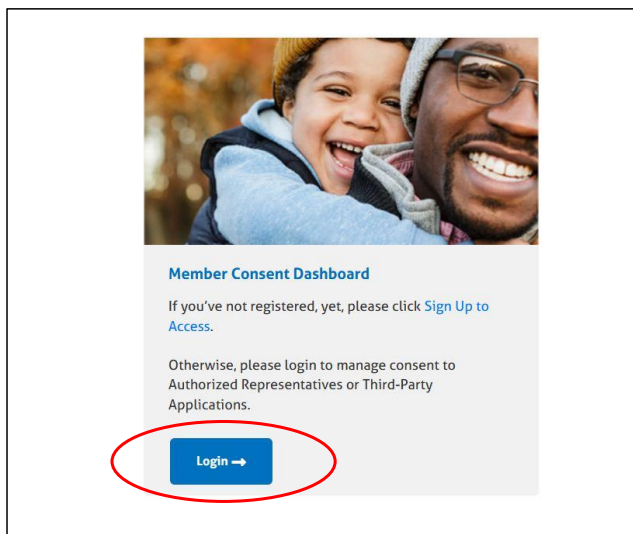 Member Consent Dashboard
If you've not registered, yet, please click Sign Up to
Access.
Otherwise, please login to manage consent to
Authorized Representatives or Third-Party
Applications.
Login →